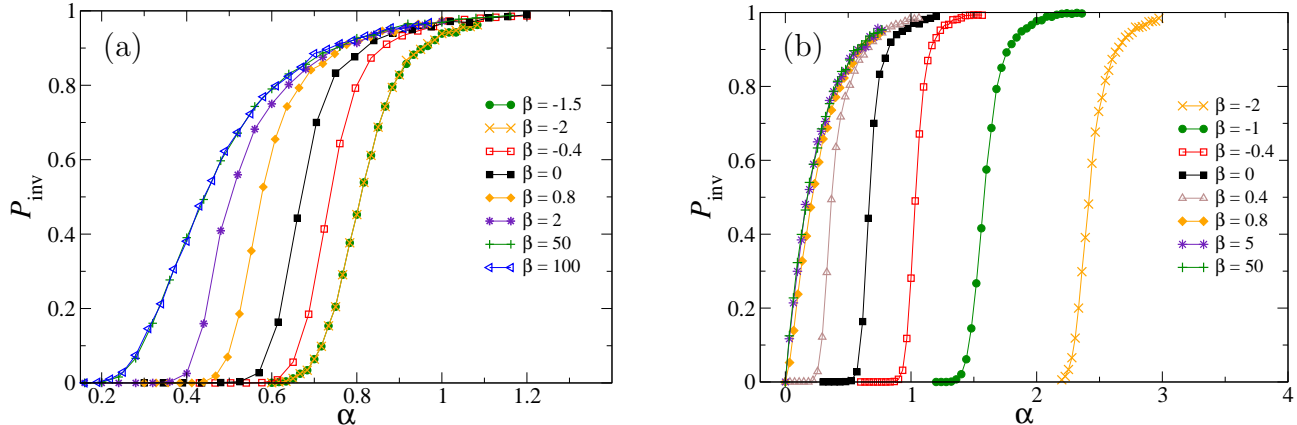 (a)
P_inv
1
0.8
0.6
0.4
0.2
0
β = -1.5
β = -2
β = -0.4
β = 0
β = 0.8
β = 2
β = 50
β = 100
0.2 0.4 0.6 0.8 1 1.2
α
(b)
P_inv
1
0.8
0.6
0.4
0.2
0
β = -2
β = -1
β = -0.4
β = 0
β = 0.4
β = 0.8
β = 5
β = 50
0 1 2 3 4
α